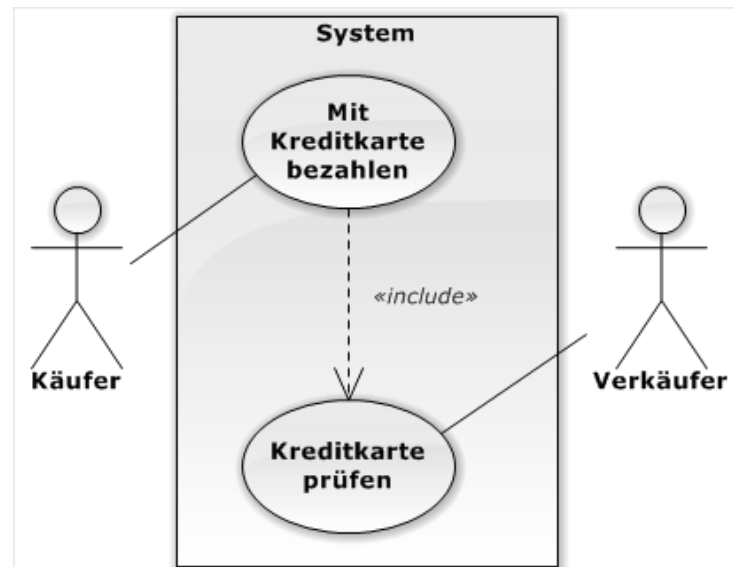 System
Mit
Kreditkarte
bezahlen
«include»
Käufer
Verkäufer
Kreditkarte
prüfen